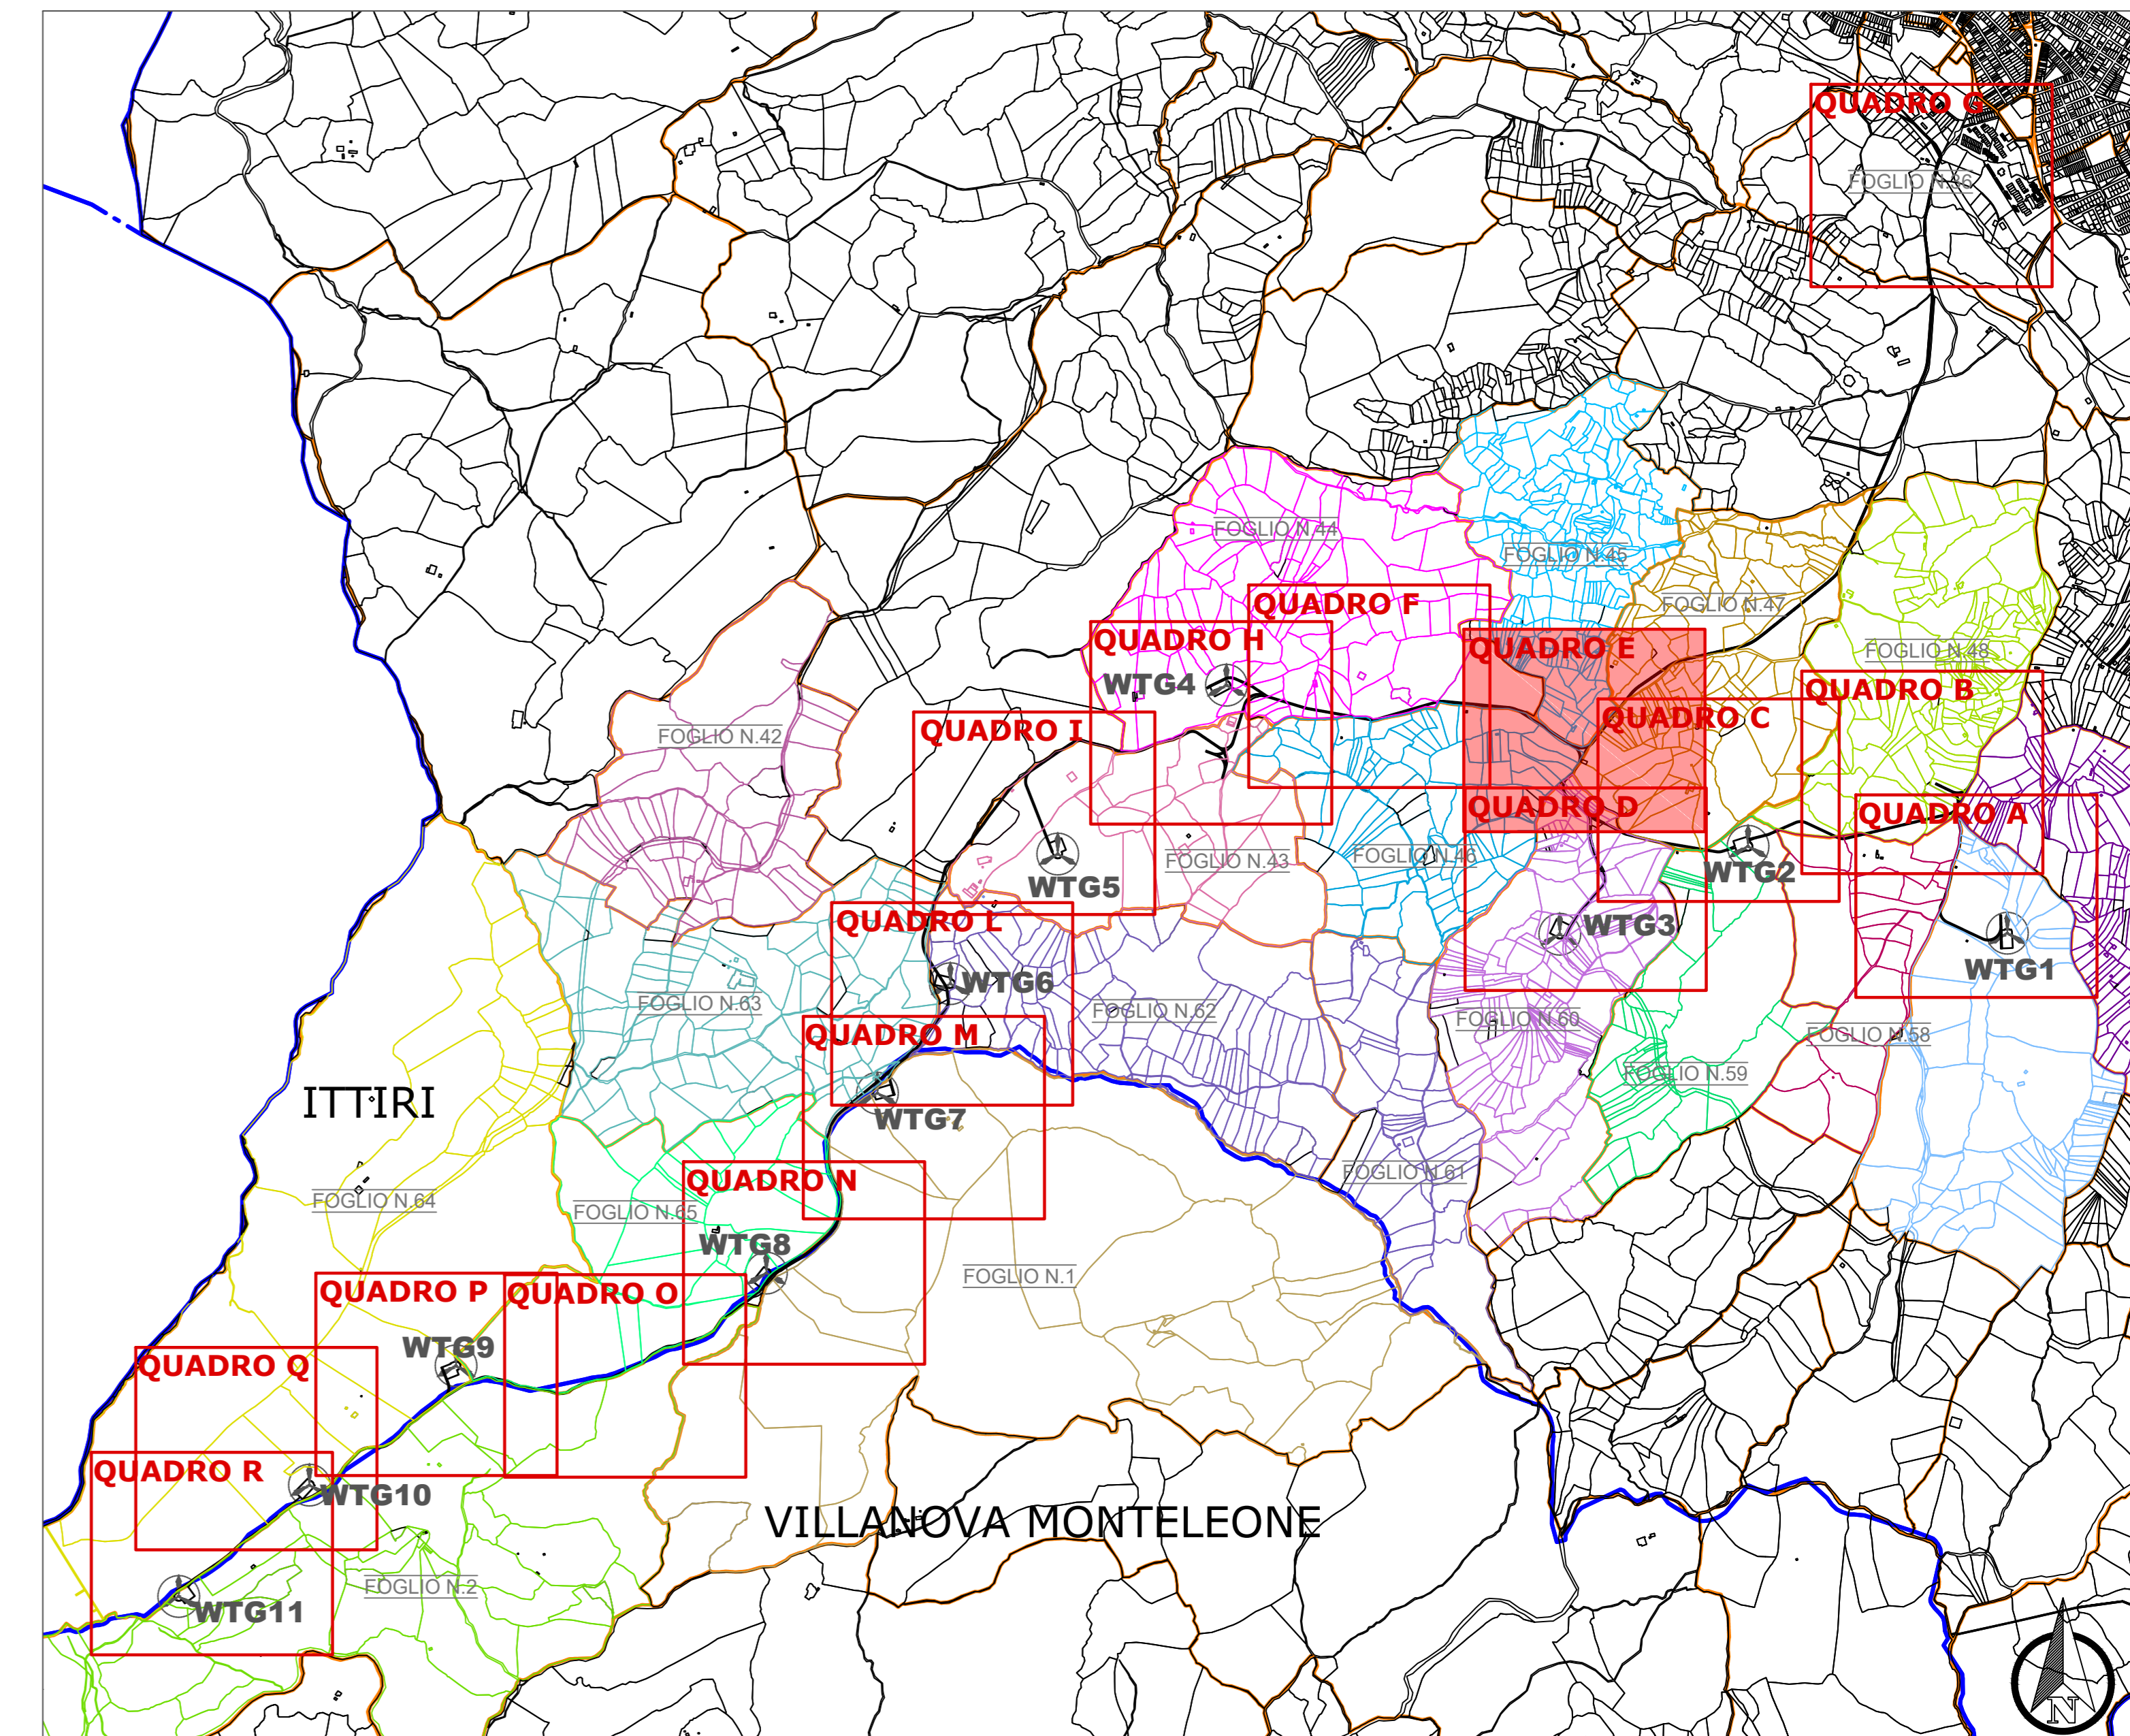 QUADRO G
FOGLIO N.36
FOGLIO N.44
FOGLIO N.45
QUADRO F
FOGLIO N.47
QUADRO H
QUADRO E
FOGLIO N.48
WTG4
QUADRO B
QUADRO I
QUADRO C
FOGLIO N.42
QUADRO D
QUADRO A
FOGLIO N.43
FOGLIO N.46
WTG5
WTG2
QUADRO L
WTG3
WTG6
WTG1
FOGLIO N.63
FOGLIO N.62
FOGLIO N.60
QUADRO M
FOGLIO N.58
FOGLIO N.59
ITTIRI
WTG7
FOGLIO N.61
QUADRO N
FOGLIO N.64
FOGLIO N.65
WTG8
FOGLIO N.1
QUADRO P
QUADRO O
WTG9
QUADRO Q
QUADRO R
WTG10
VILLANOVA MONTELEONE
FOGLIO N.2
WTG11
N